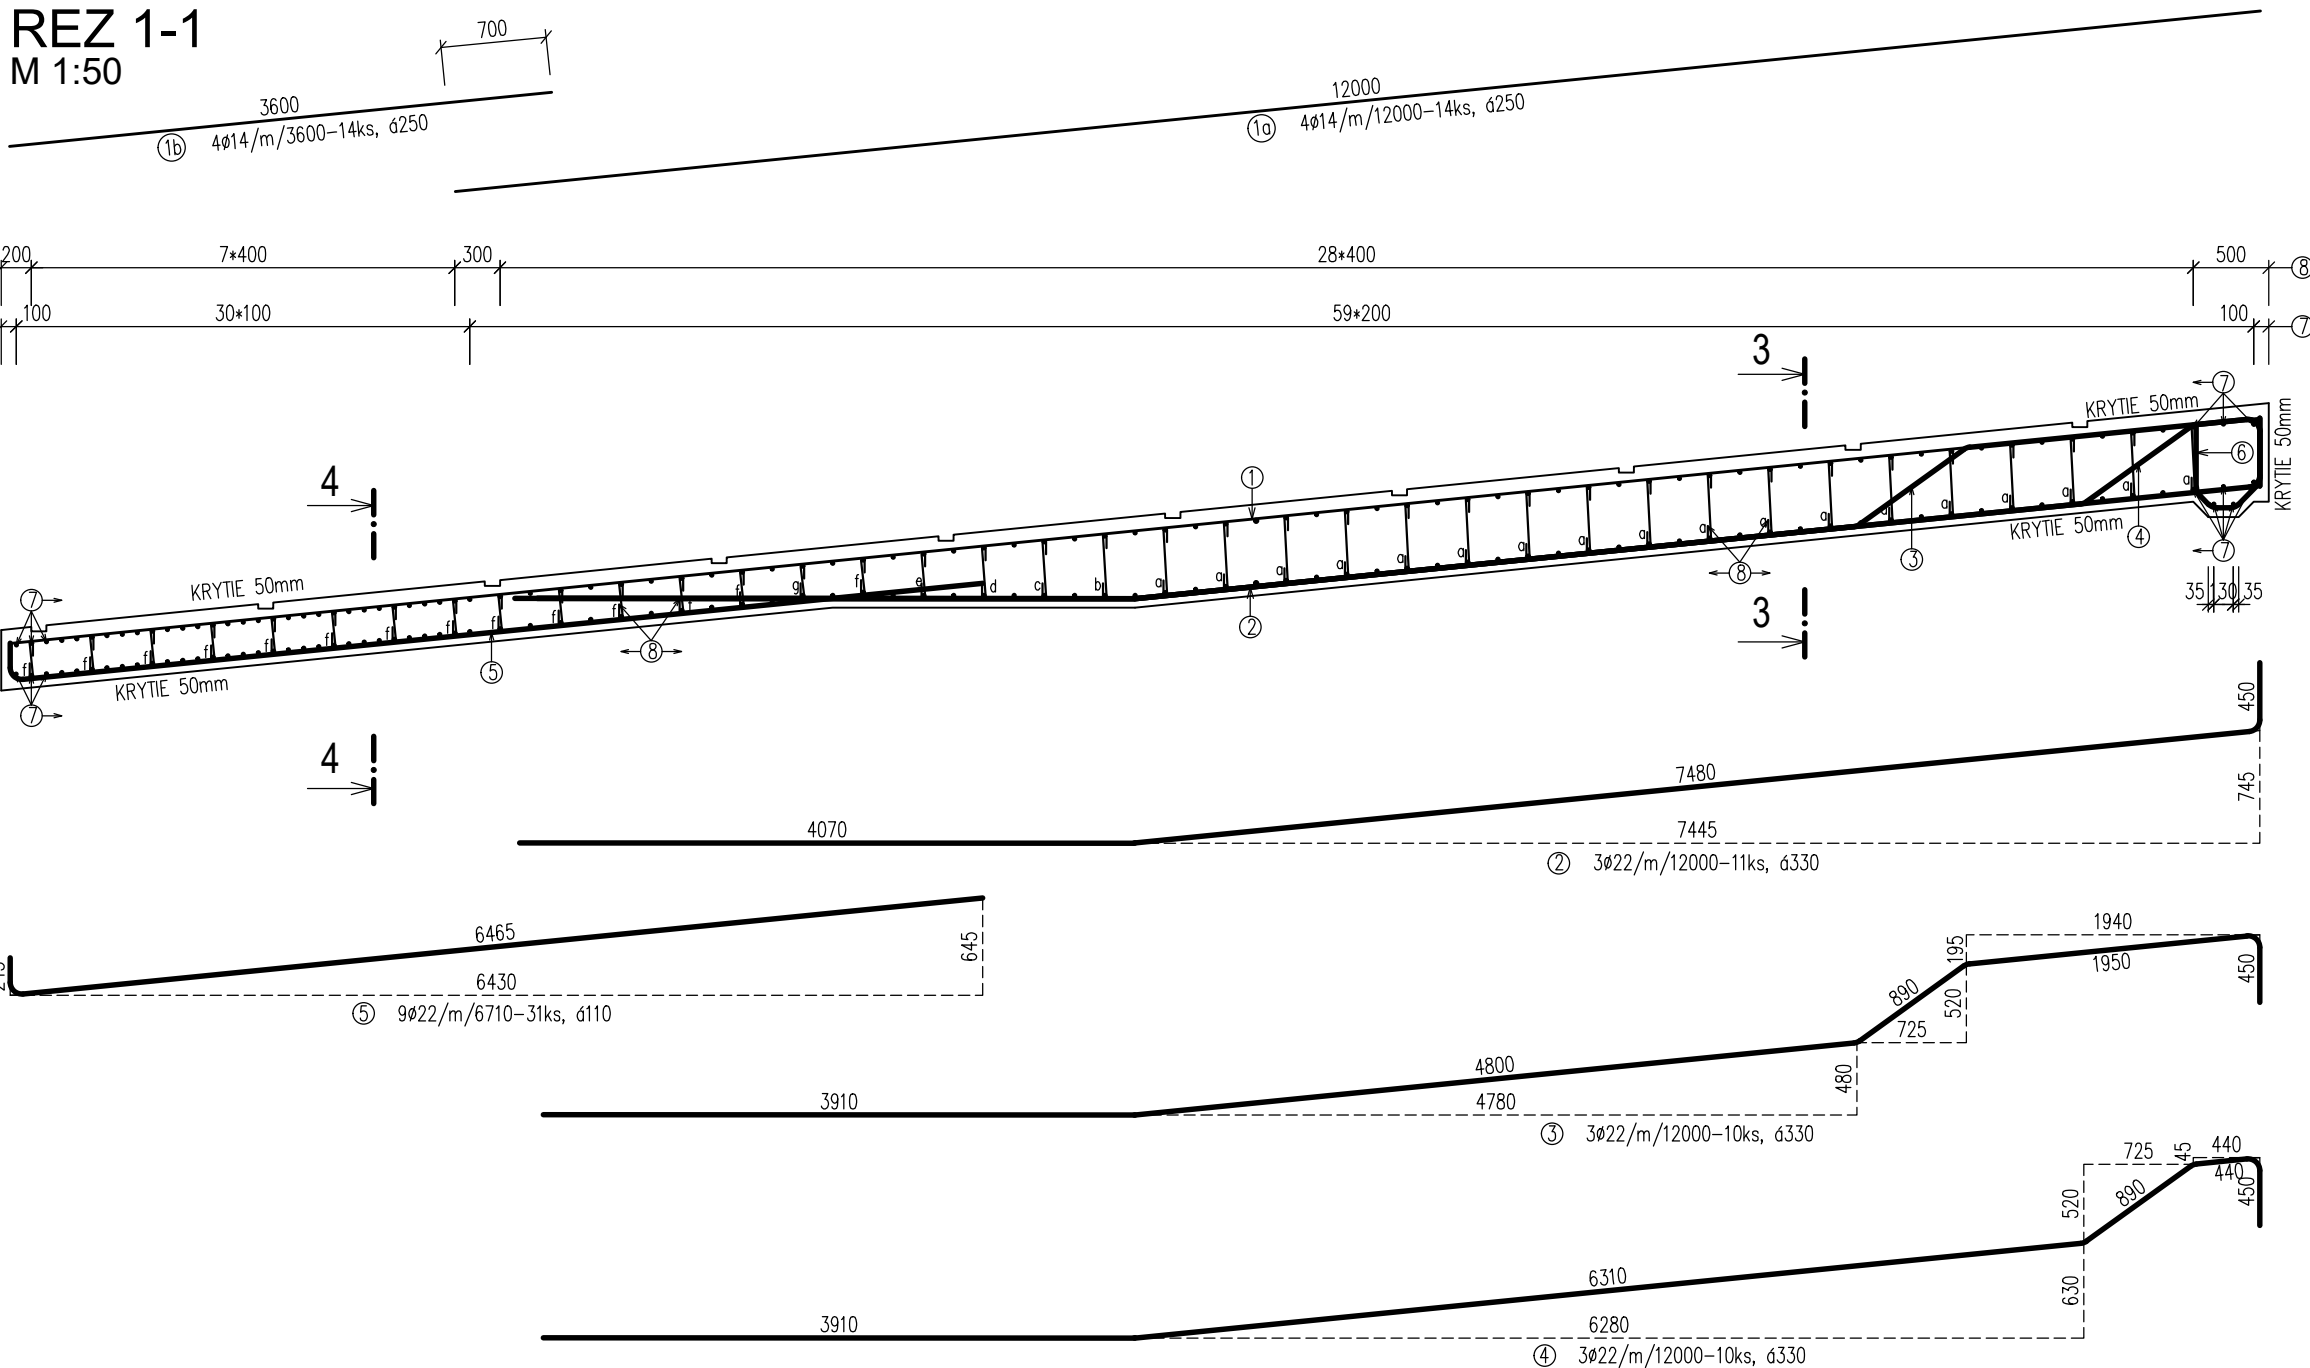 REZ 1-1
M 1:50
700
3600
1b 4ø14/m/3600-14ks, á250
12000
1a 4ø14/m/12000-14ks, á250
200 7*400 300 28*400 500 8
100 30*100 59*200 100 7
3
7
KRYTIE 50mm
KRYTIE 50mm
4
1
6
KRYTIE 50mm
7
KRYTIE 50mm
f f f f f f f f f f f f g f e d c b a a a a a a a a a a a a a a a a a a
KRYTIE 50mm
4
3
7
8
3
35 130 35
3
2
8
5
KRYTIE 50mm
7
4
450
7480
745
4070
7445
2 3ø22/m/12000-11ks, á330
6465
645
6430
5 9ø22/m/6710-31ks, á110
1940
195
1950
450
890
520
725
4800
480
3910
4780
3 3ø22/m/12000-10ks, á330
725
45
440
440
450
890
520
6310
630
3910
6280
4 3ø22/m/12000-10ks, á330